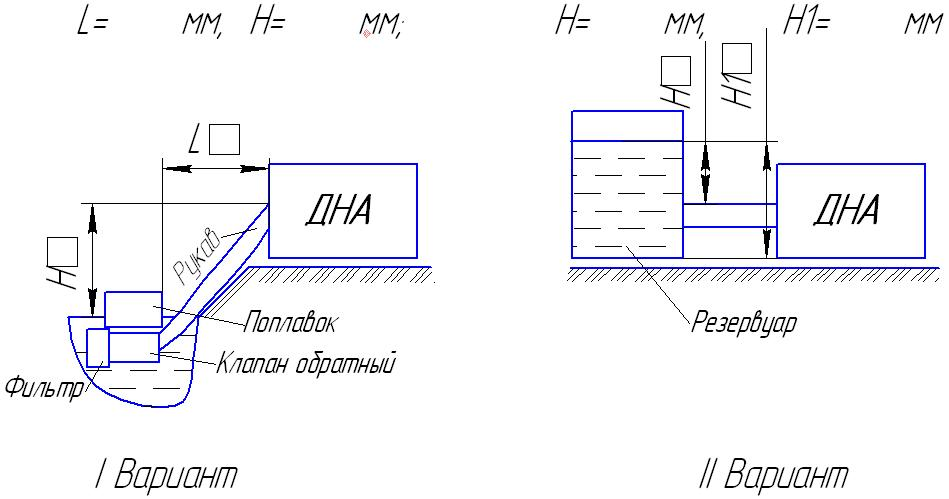 L=        мм,  H=        мм;
H=        мм,  H1=        мм
L
H
ДНА
Рукав
Поплавок
Клапан обратный
Фильтр
I Вариант
H
H1
ДНА
Резервуар
II Вариант